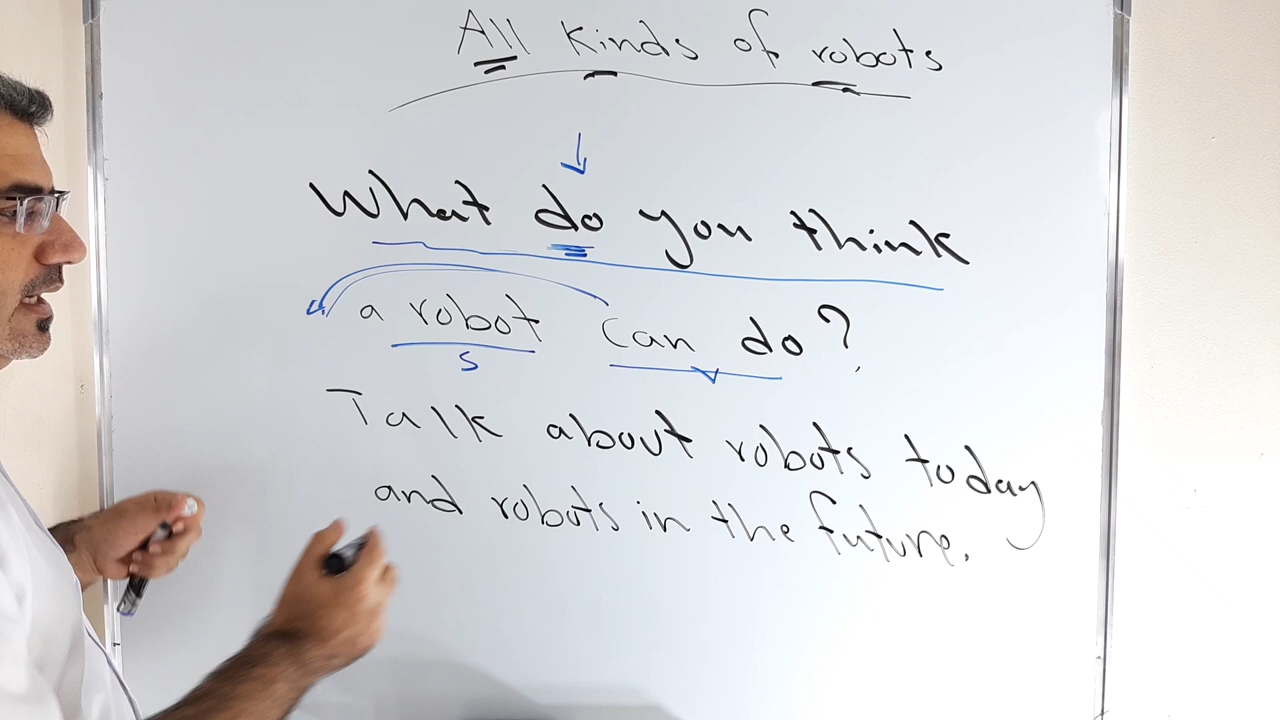 All kinds of robots
What do you think
a robot can do?
S V
Talk about robots today
and robots in the future.